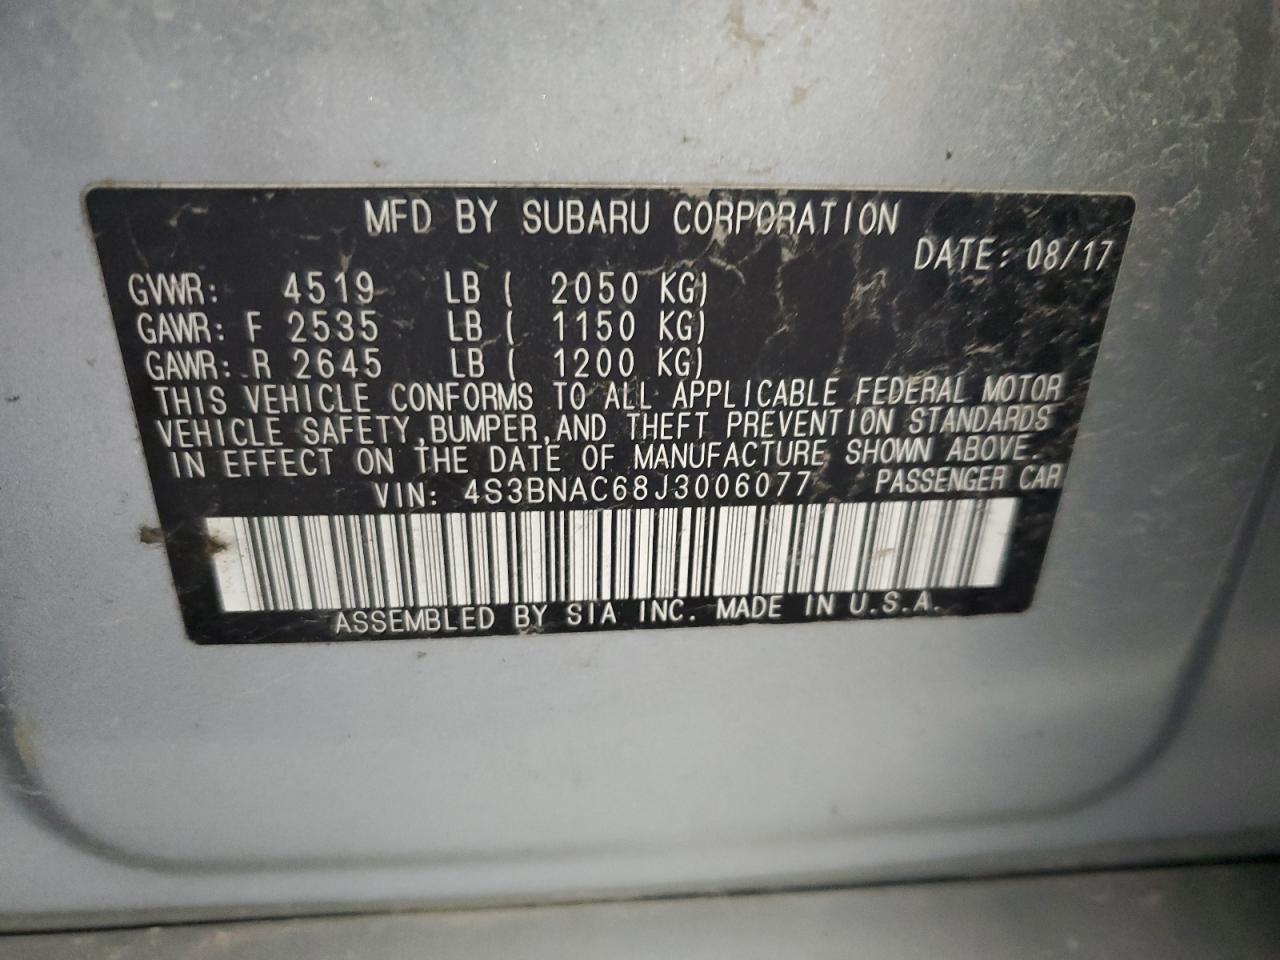 MFD BY SUBARU CORPORATION
DATE: 08/17
GVWR: 4519 LB ( 2050 KG)
GAWR: F 2535 LB ( 1150 KG)
GAWR: R 2645 LB ( 1200 KG)
THIS VEHICLE CONFORMS TO ALL APPLICABLE FEDERAL MOTOR
VEHICLE SAFETY,BUMPER,AND THEFT PREVENTION STANDARDS
IN EFFECT ON THE DATE OF MANUFACTURE SHOWN ABOVE.
VIN: 4S3BNAC68J3006077 PASSENGER CAR
ASSEMBLED BY SIA INC. MADE IN U.S.A.